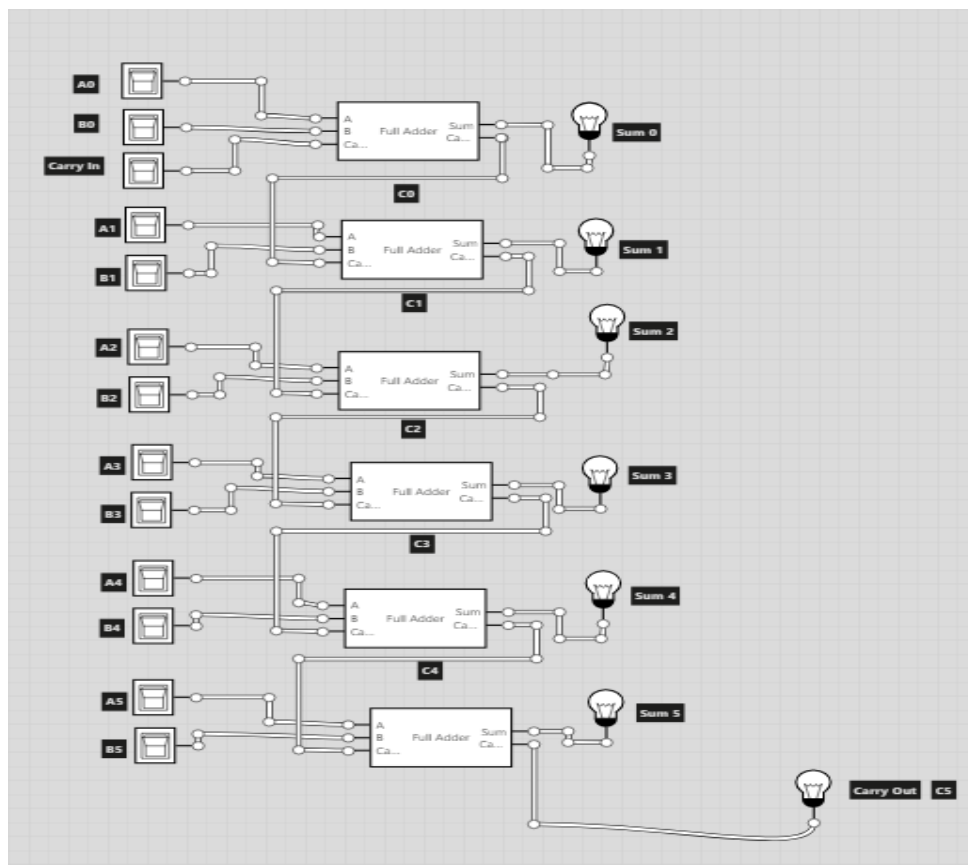 A0
B0
Carry In
A
B
Ca...
Full Adder
Sum
Ca...
Sum 0
C0
A1
B1
A
B
Ca...
Full Adder
Sum
Ca...
Sum 1
C1
A2
B2
A
B
Ca...
Full Adder
Sum
Ca...
Sum 2
C2
A3
B3
A
B
Ca...
Full Adder
Sum
Ca...
Sum 3
C3
A4
B4
A
B
Ca...
Full Adder
Sum
Ca...
Sum 4
C4
A5
B5
A
B
Ca...
Full Adder
Sum
Ca...
Sum 5
Carry Out C5